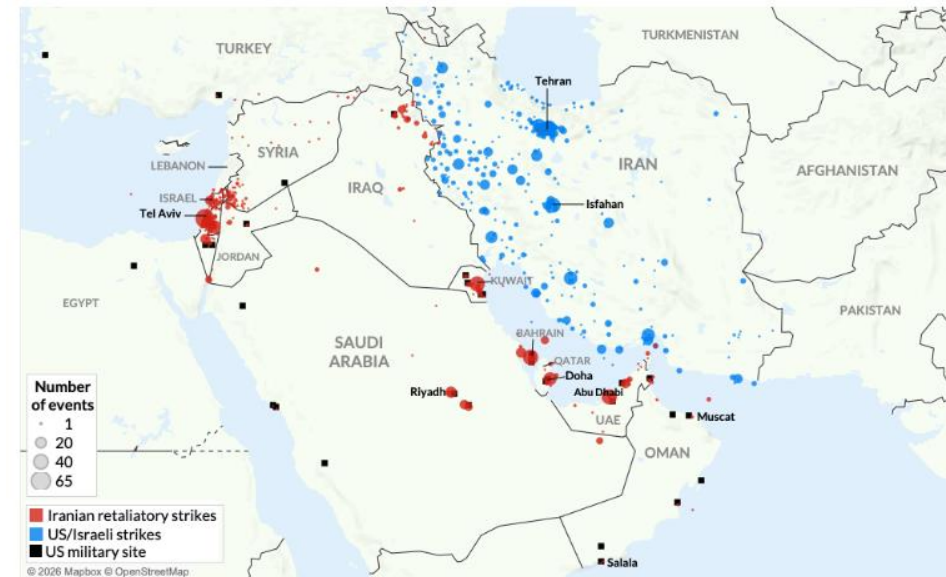 TURKEY
TURKMENISTAN
Tehran
SYRIA
LEBANON
IRAN
AFGHANISTAN
IRAQ
ISRAEL
Isfahan
Tel Aviv
JORDAN
KUWAIT
EGYPT
PAKISTAN
SAUDI
ARABIA
BAHRAIN
QATAR
Doha
Riyadh
Abu Dhabi
UAE
Muscat
OMAN
Salala
Number
of events
1
20
40
65
Iranian retaliatory strikes
US/Israeli strikes
US military site
© 2026 Mapbox © OpenStreetMap